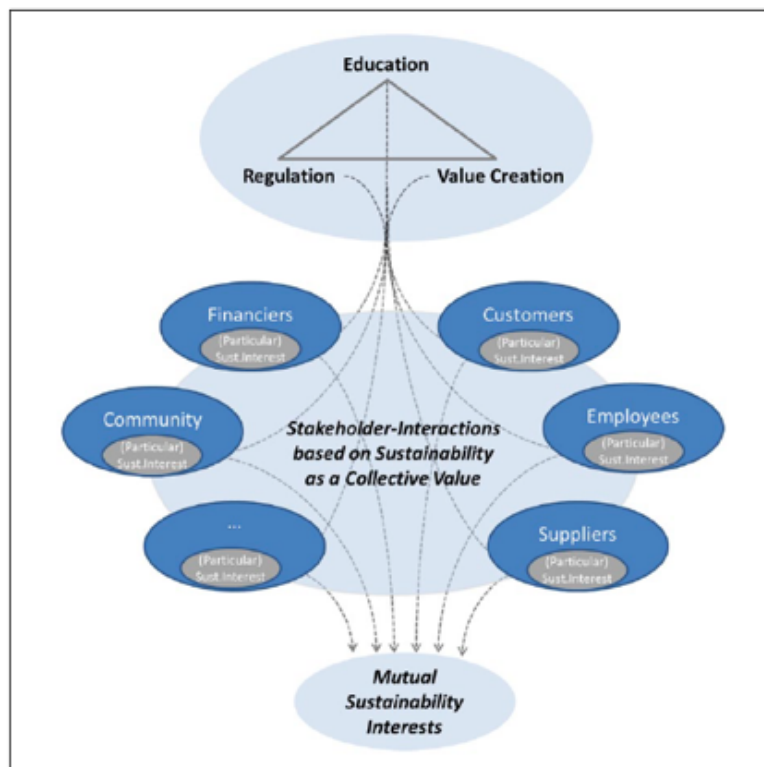 Education
Regulation
Value Creation
Financiers
(Particular)
Sust.Interest
Customers
(Particular)
Sust.Interest
Community
(Particular)
Sust.Interest
Stakeholder-Interactions
based on Sustainability
as a Collective Value
Employees
(Particular)
Sust.Interest
...
(Particular)
Sust.Interest
Suppliers
(Particular)
Sust.Interest
Mutual
Sustainability
Interests